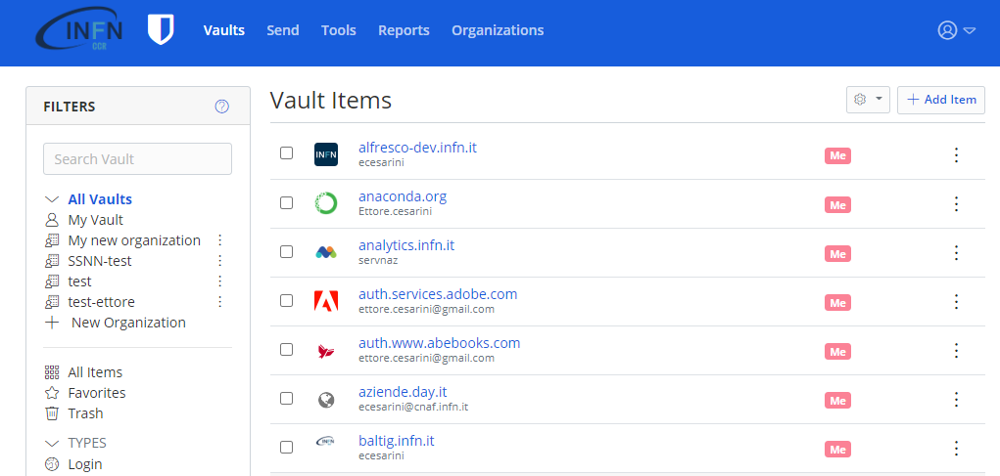 INFN
CCR
Vaults Send Tools Reports Organizations
FILTERS
Search Vault
All Vaults
My Vault
My new organization
SSNN-test
test
test-ettore
New Organization
All Items
Favorites
Trash
TYPES
Login
Vault Items
Add Item
INFN
alfresco-dev.infn.it
ecesarini
Me
anaconda.org
Ettore.cesarini
Me
analytics.infn.it
servnaz
Me
auth.services.adobe.com
ettore.cesarini@gmail.com
Me
auth.www.abebooks.com
ettore.cesarini@gmail.com
Me
aziende.day.it
ecesarini@cnaf.infn.it
Me
INFN
baltig.infn.it
ecesarini
Me